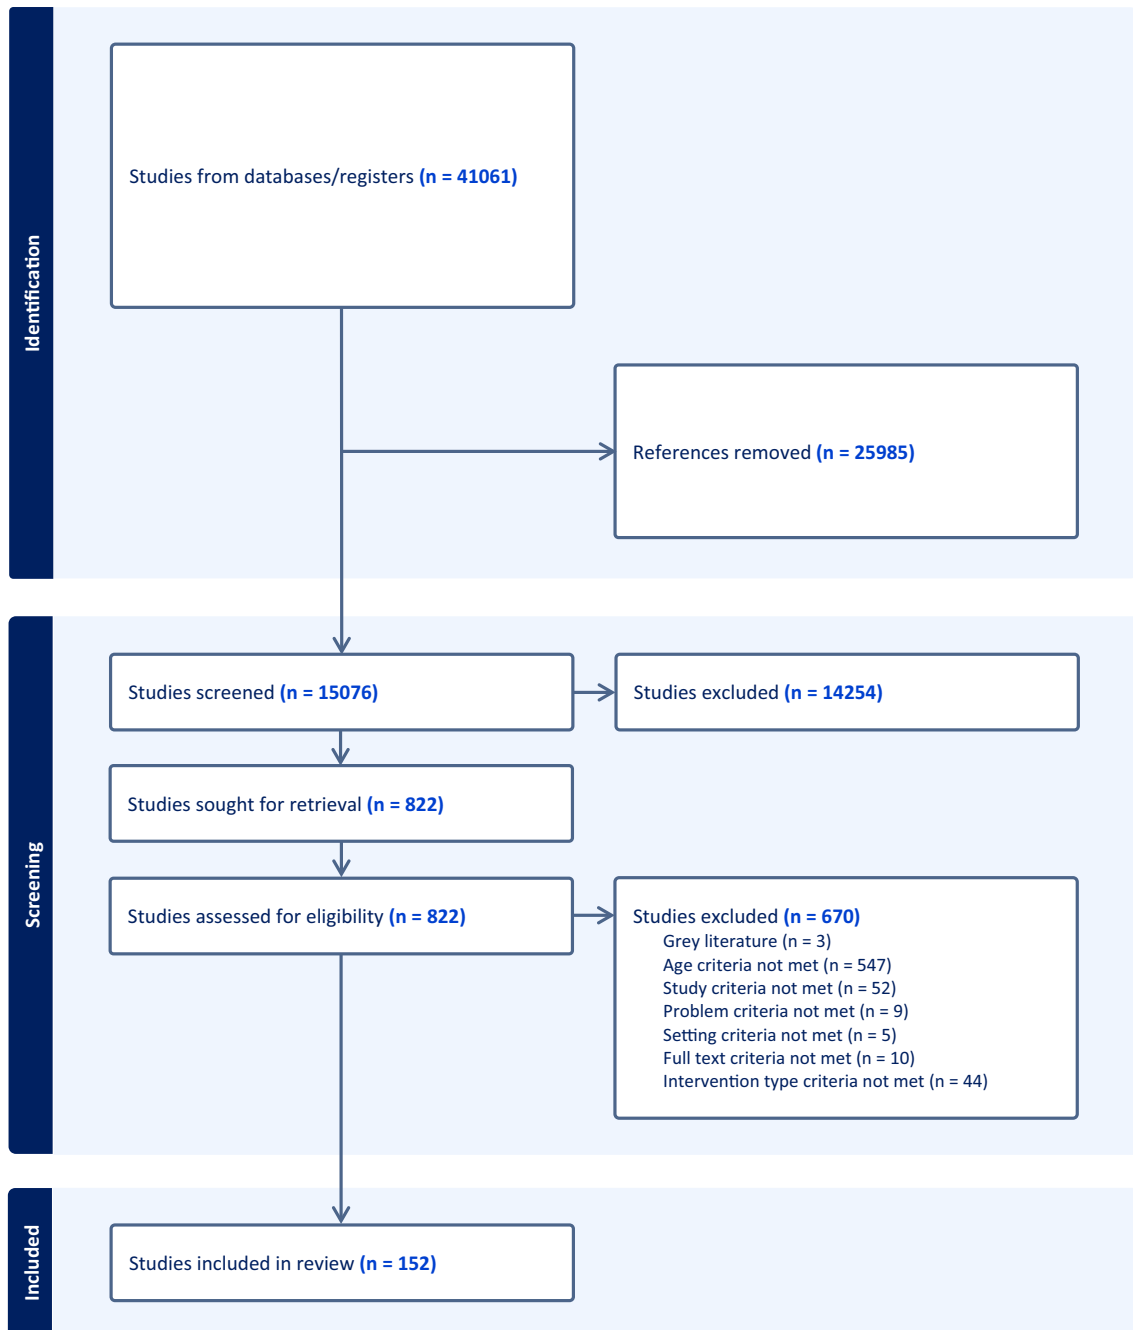 Identification
Studies from databases/registers (n = 41061)
References removed (n = 25985)
Screening
Studies screened (n = 15076)
Studies excluded (n = 14254)
Studies sought for retrieval (n = 822)
Studies assessed for eligibility (n = 822)
Studies excluded (n = 670)
Grey literature (n = 3)
Age criteria not met (n = 547)
Study criteria not met (n = 52)
Problem criteria not met (n = 9)
Setting criteria not met (n = 5)
Full text criteria not met (n = 10)
Intervention type criteria not met (n = 44)
Included
Studies included in review (n = 152)